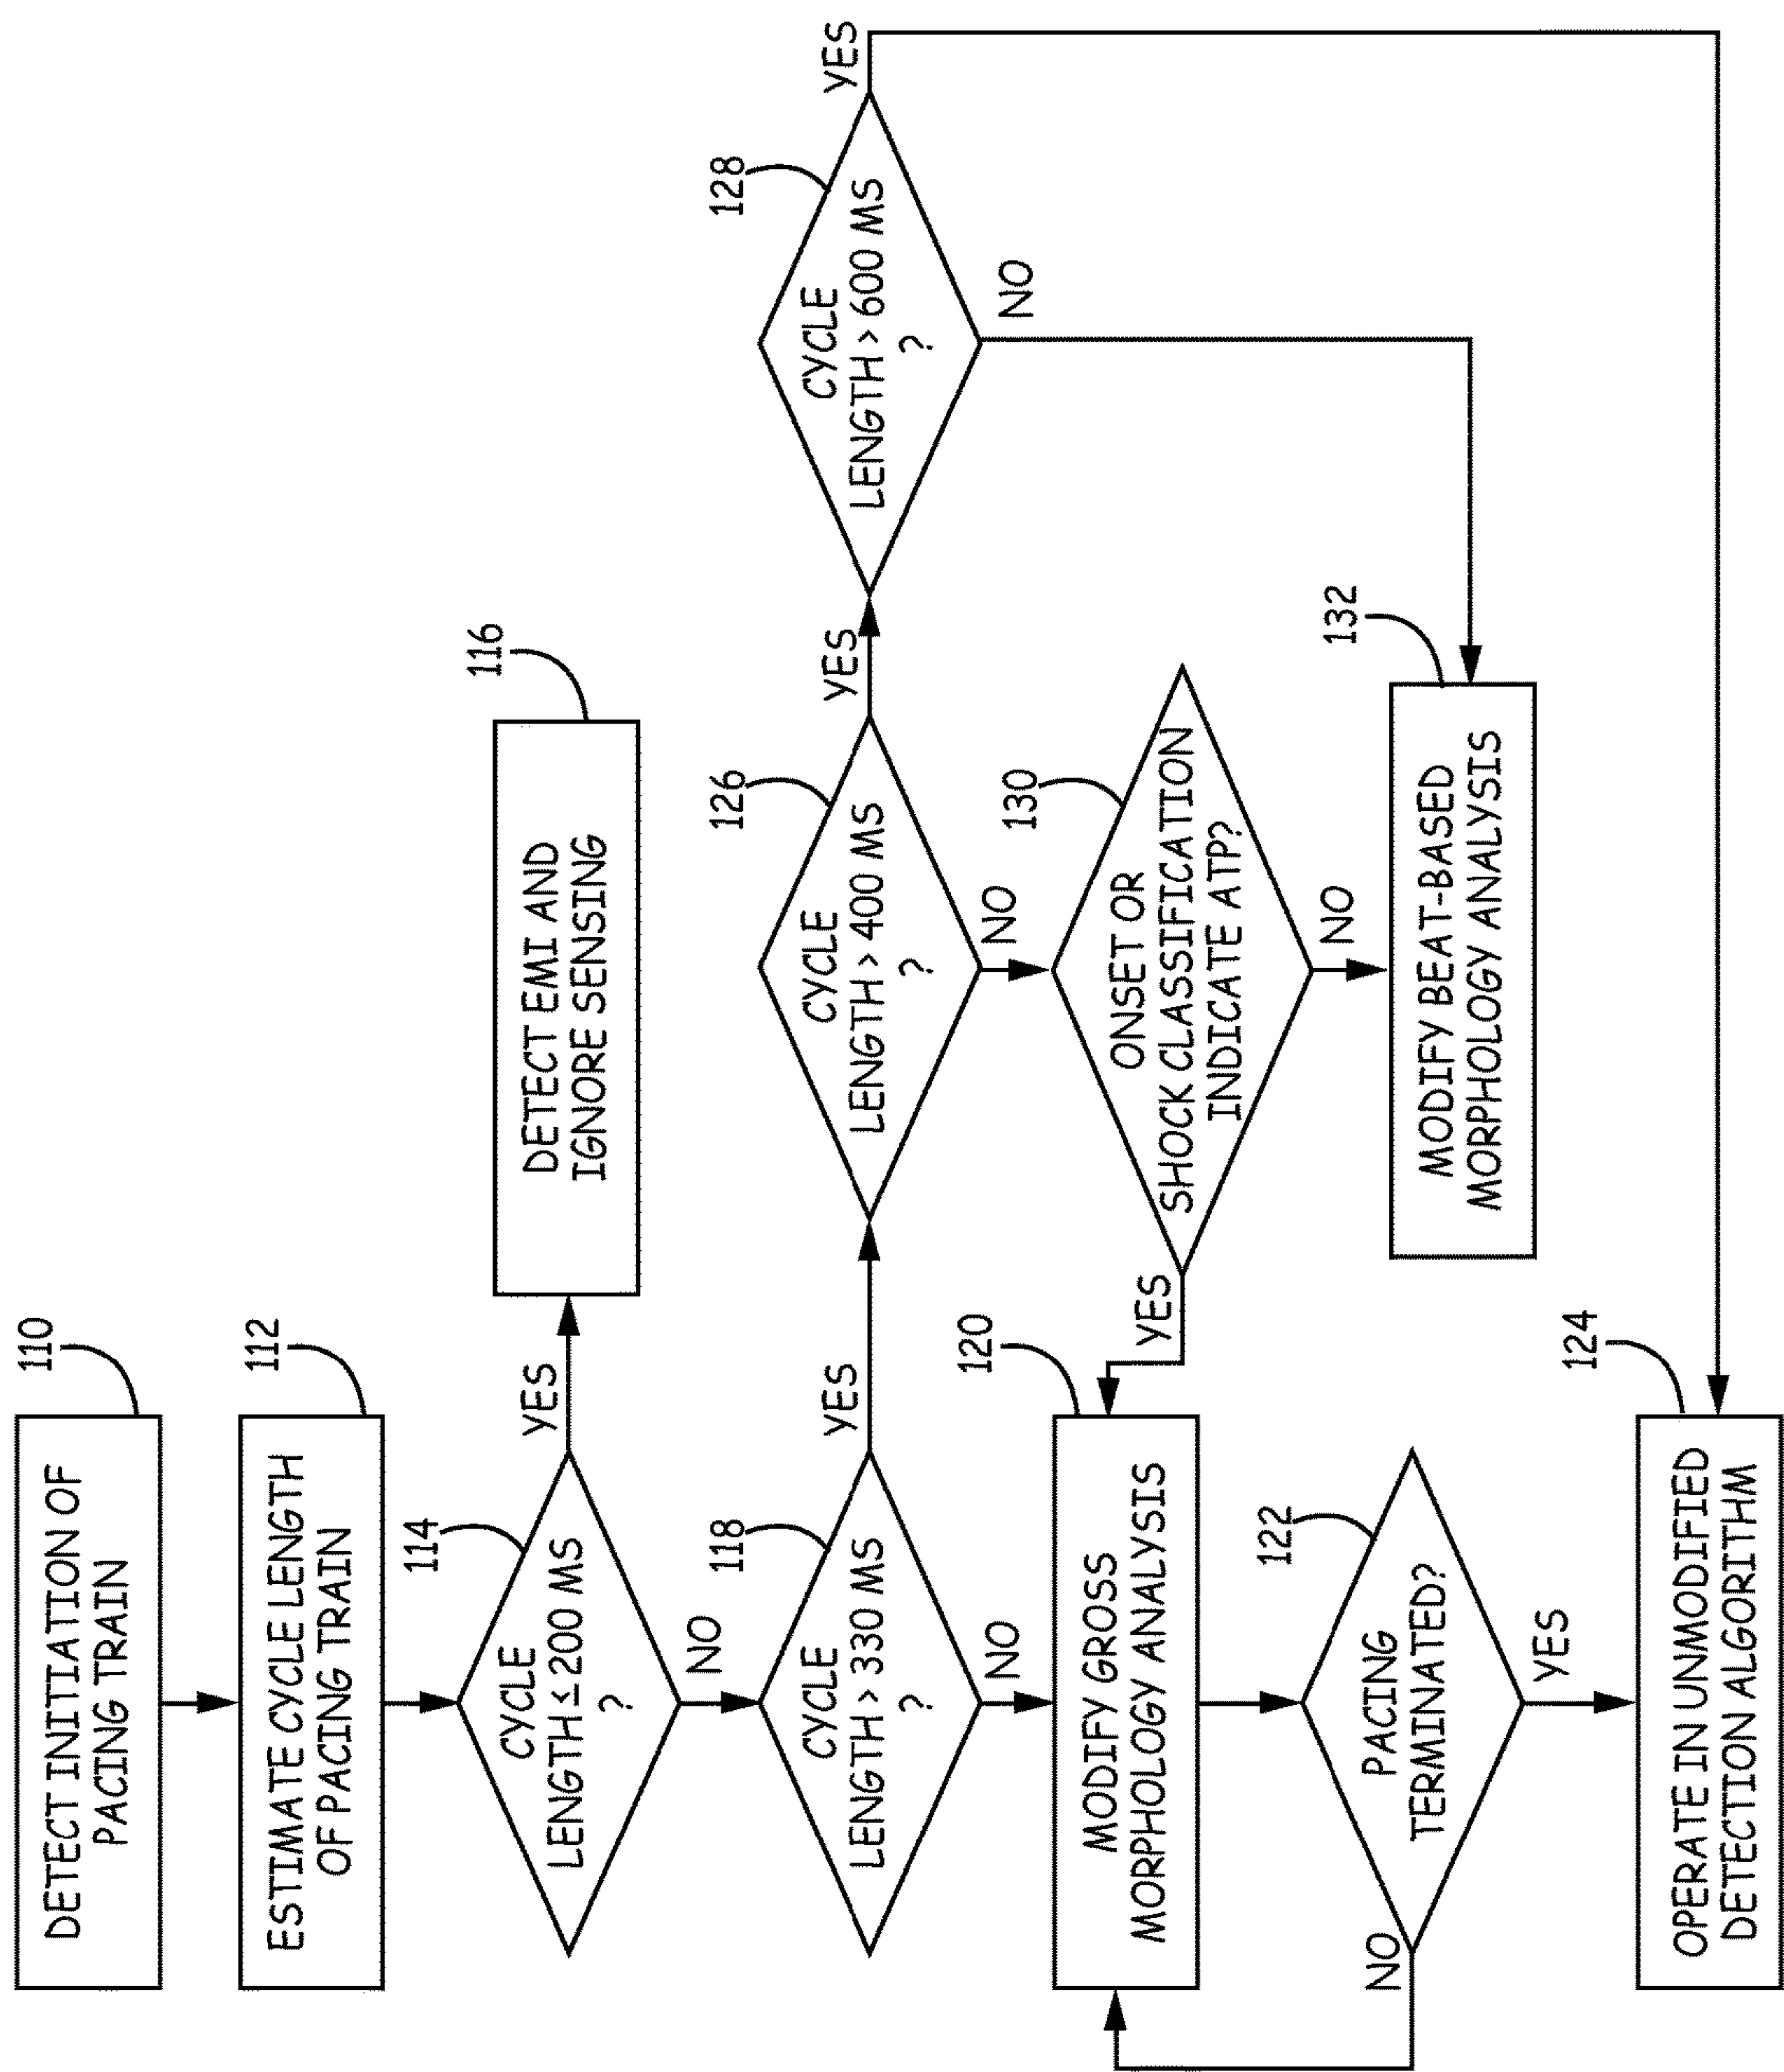 110
DETECT INITIATION OF
PACING TRAIN
112
ESTIMATE CYCLE LENGTH
OF PACING TRAIN
114
CYCLE
LENGTH ≤ 200 MS
?
YES
NO
116
DETECT EMI AND
IGNORE SENSING
118
CYCLE
LENGTH > 330 MS
?
YES
NO
126
CYCLE
LENGTH > 400 MS
?
YES
NO
128
CYCLE
LENGTH > 600 MS
?
YES
NO
120
MODIFY GROSS
MORPHOLOGY ANALYSIS
130
ONSET OR
SHOCK CLASSIFICATION
INDICATE ATP?
YES
NO
122
PACING
TERMINATED?
NO
YES
132
MODIFY BEAT-BASED
MORPHOLOGY ANALYSIS
124
OPERATE IN UNMODIFIED
DETECTION ALGORITHM